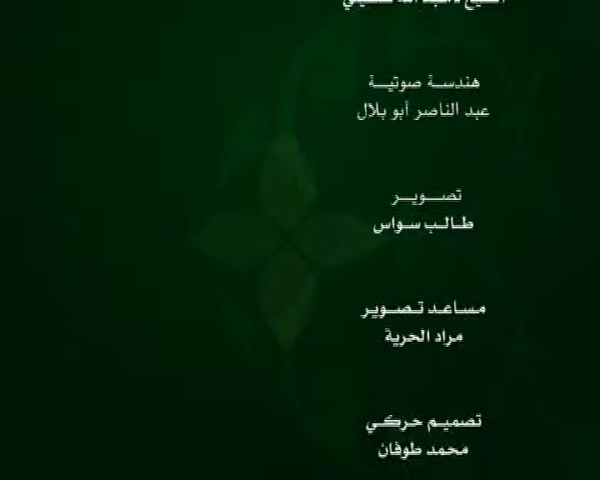 هندسة صوتية
عبد الناصر أبو بلال
تصوير
طالب سواس
مساعد تصوير
مراد الحرية
تصميم حركي
محمد طوفان